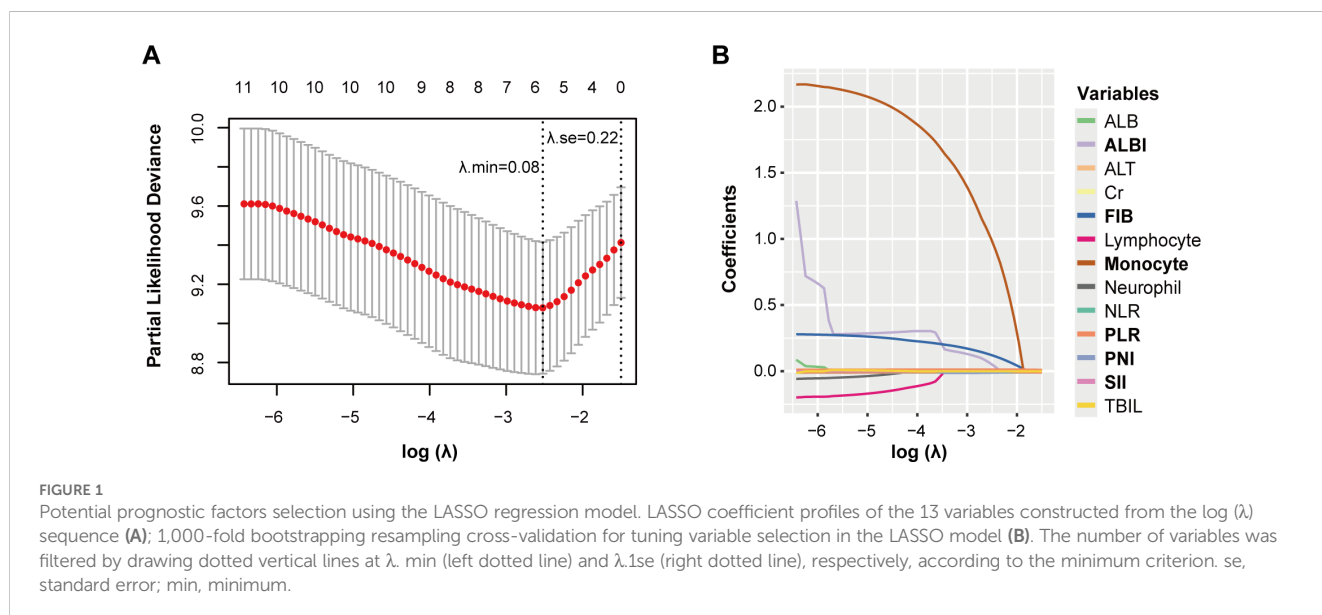 A
11 10 10 10 10 9 8 8 7 6 5 4 0
Partial Likelihood Deviance
10.0
9.6
9.2
8.8
λ.se=0.22
λ.min=0.08
−6 −5 −4 −3 −2
log (λ)
B
Coefficients
2.0
1.5
1.0
0.5
0.0
−6 −5 −4 −3 −2
log (λ)
Variables
ALB
ALBI
ALT
Cr
FIB
Lymphocyte
Monocyte
Neurophil
NLR
PLR
PNI
SII
TBIL
FIGURE 1
Potential prognostic factors selection using the LASSO regression model. LASSO coefficient profiles of the 13 variables constructed from the log (λ)
sequence (A); 1,000-fold bootstrapping resampling cross-validation for tuning variable selection in the LASSO model (B). The number of variables was
filtered by drawing dotted vertical lines at λ. min (left dotted line) and λ.1se (right dotted line), respectively, according to the minimum criterion. se,
standard error; min, minimum.